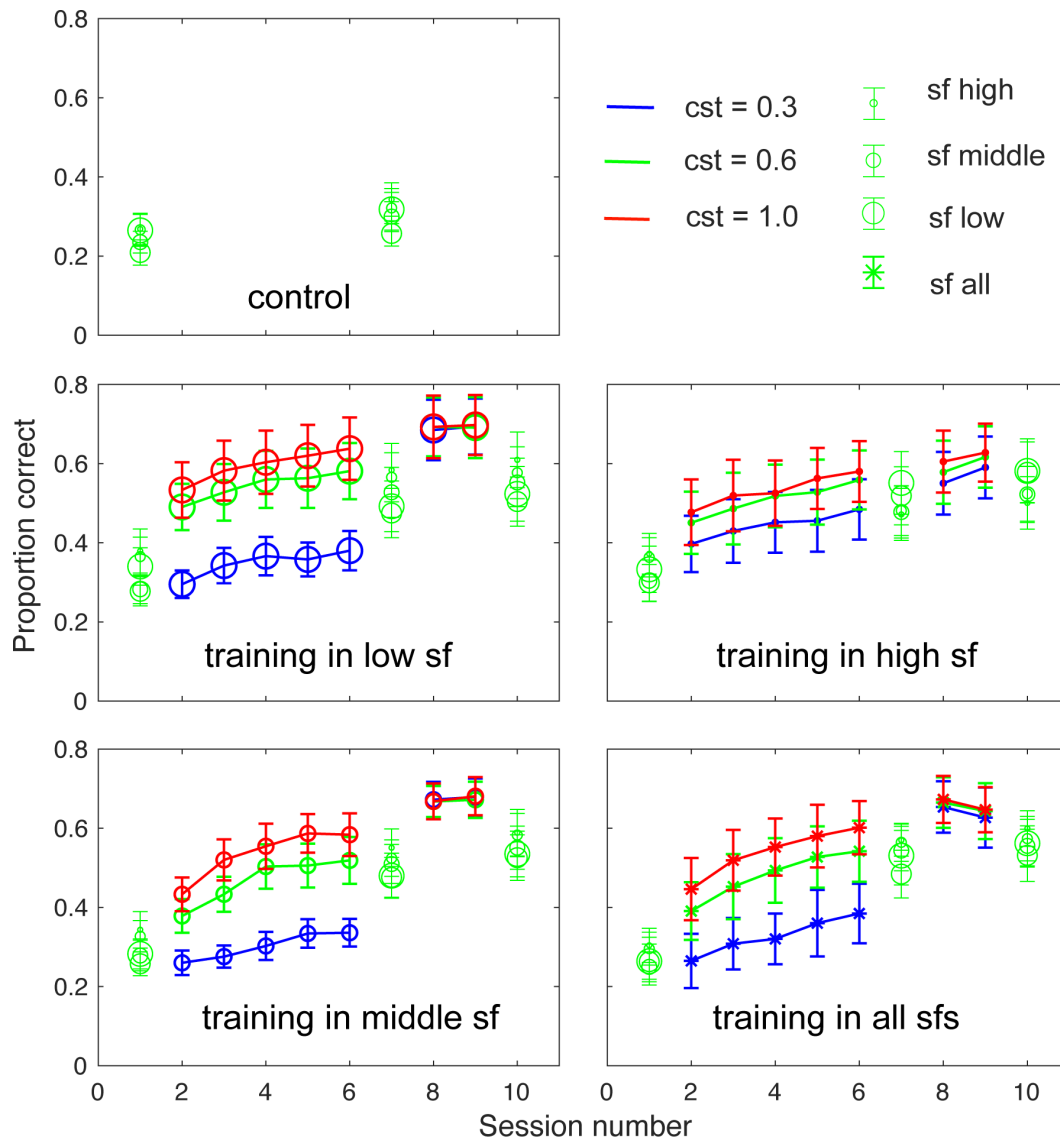 0.8
0.6
0.4
0.2
0
control
cst = 0.3
cst = 0.6
cst = 1.0
sf high
sf middle
sf low
sf all
Proportion correct
0.8
0.6
0.4
0.2
0
training in low sf
training in high sf
0.8
0.6
0.4
0.2
0
training in middle sf
training in all sfs
0 2 4 6 8 10
0 2 4 6 8 10
Session number